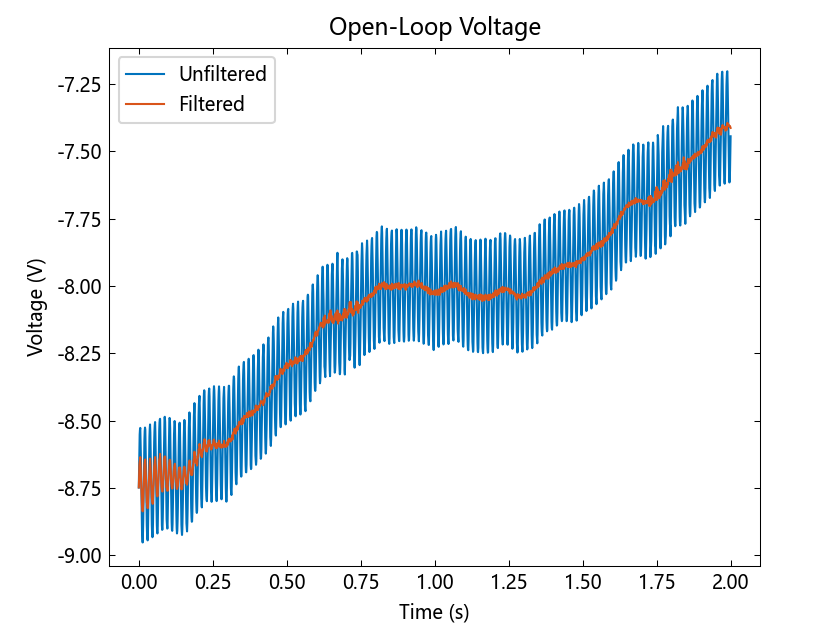 Open-Loop Voltage
Unfiltered
Filtered
-7.25
-7.50
-7.75
-8.00
-8.25
-8.50
-8.75
-9.00
Voltage (V)
0.00 0.25 0.50 0.75 1.00 1.25 1.50 1.75 2.00
Time (s)